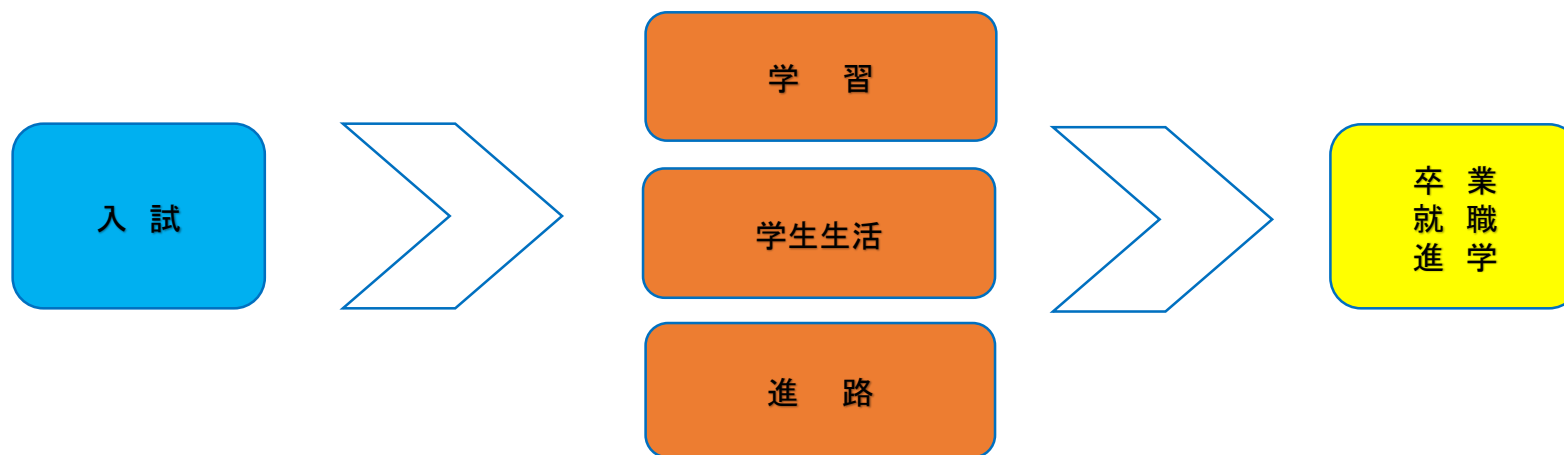 入 試
学 習
学生生活
進 路
卒 業
就 職
進 学